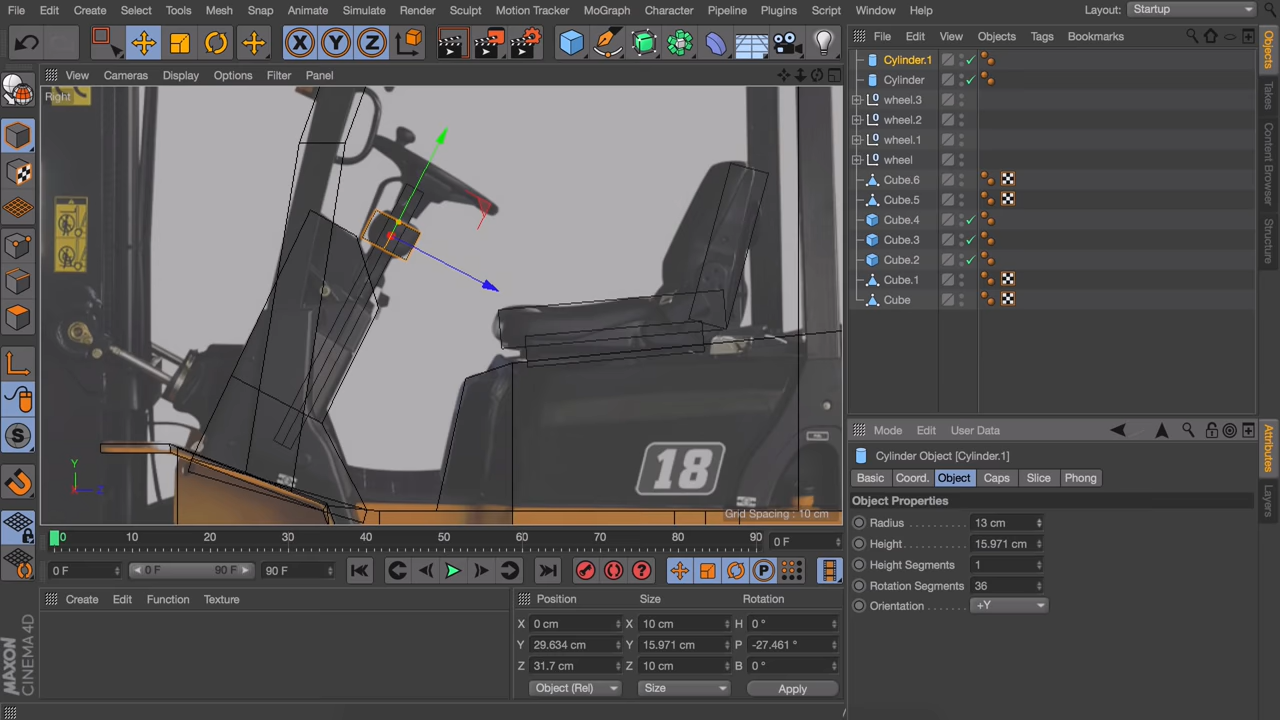 File Edit Create Select Tools Mesh Snap Animate Simulate Render Sculpt Motion Tracker MoGraph Character Pipeline Plugins Script Window Help Layout: Startup
X Y Z
View Cameras Display Options Filter Panel
Right
18
Y
X Z
Grid Spacing : 10 cm
File Edit View Objects Tags Bookmarks
Cylinder.1
Cylinder
wheel.3
wheel.2
wheel.1
wheel
Cube.6
Cube.5
Cube.4
Cube.3
Cube.2
Cube.1
Cube
Objects
Takes
Content Browser
Structure
Mode Edit User Data
Cylinder Object [Cylinder.1]
Basic Coord. Object Caps Slice Phong
Object Properties
Radius 13 cm
Height 15.971 cm
Height Segments 1
Rotation Segments 36
Orientation +Y
Attributes
Layers
0 10 20 30 40 50 60 70 80 90 0 F
0 F 0 F 90 F 90 F
Create Edit Function Texture
Position Size Rotation
X 0 cm X 10 cm H 0 °
Y 29.634 cm Y 15.971 cm P -27.461 °
Z 31.7 cm Z 10 cm B 0 °
Object (Rel) Size Apply
MAXON
CINEMA 4D